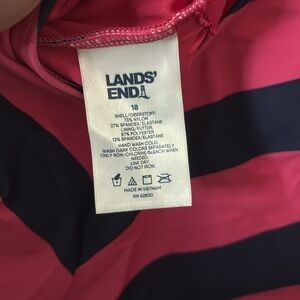 LANDS'
END
18
SHELL/OBERSTOFF:
73% NYLON
27% SPANDEX/ELASTANE
LINING/FUTTER:
87% POLYESTER
13% SPANDEX/ELASTANE
HAND WASH COLD.
WASH DARK COLORS SEPARATELY.
ONLY NON-CHLORINE BLEACH WHEN
NEEDED.
LINE DRY.
DO NOT IRON.
MADE IN VIETNAM
RN 62830